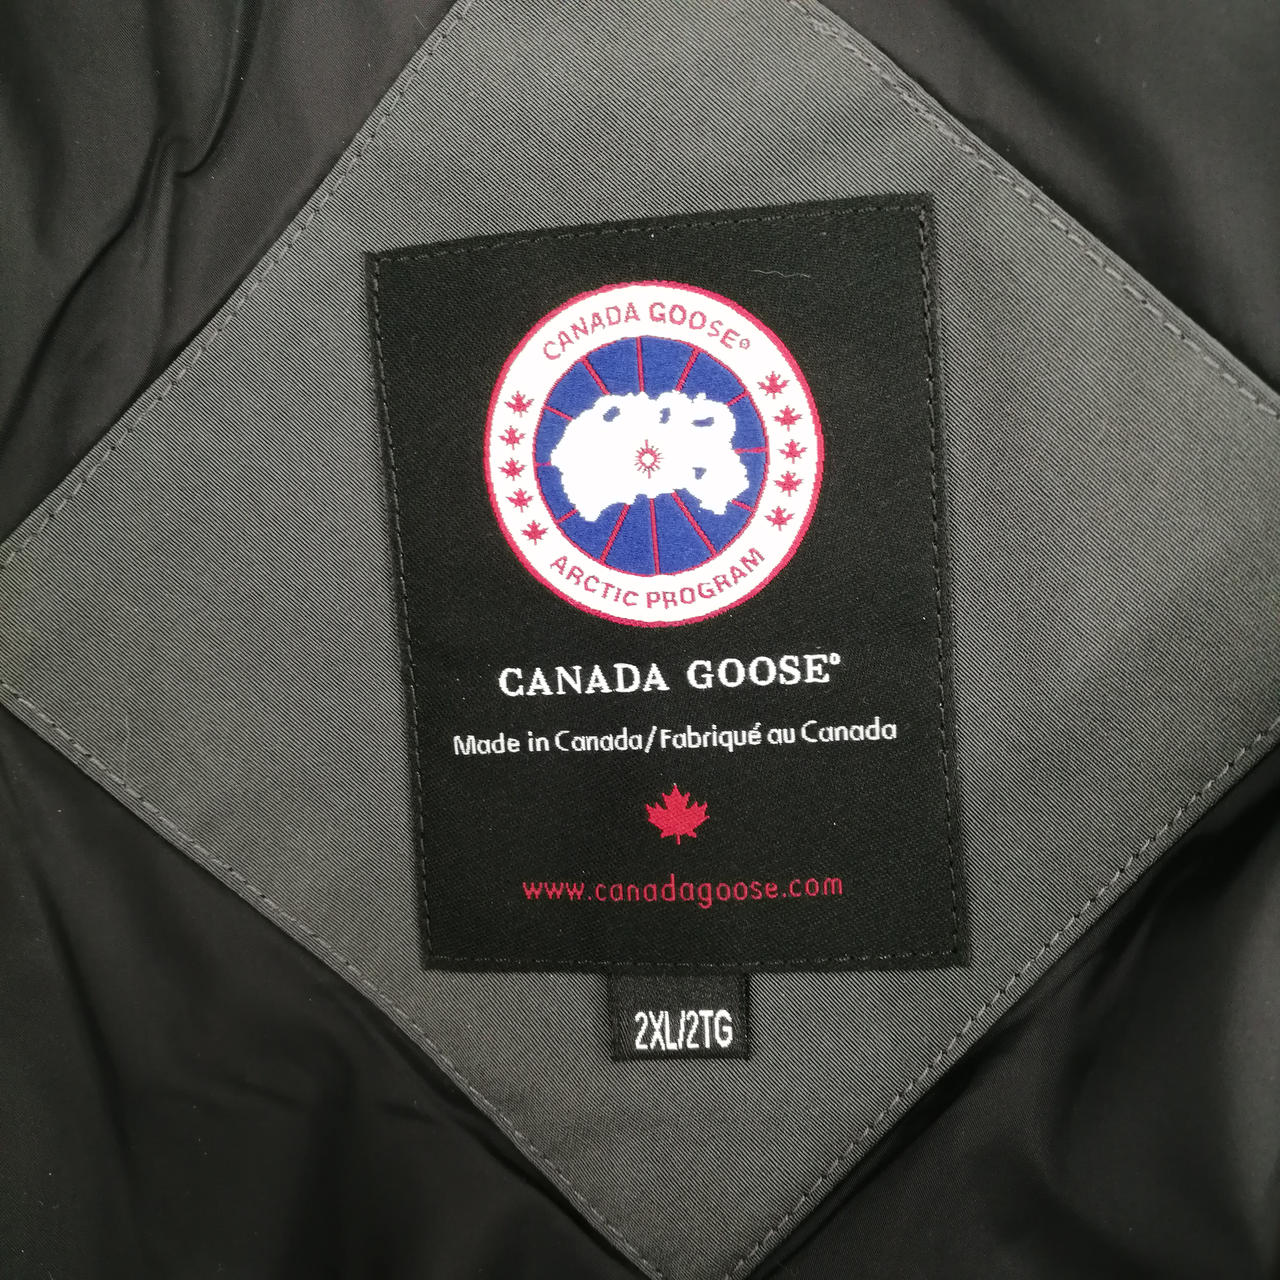 CANADA GOOSE®
ARCTIC PROGRAM
CANADA GOOSE®
Made in Canada/Fabriqué au Canada
www.canadagoose.com
2XL/2TG